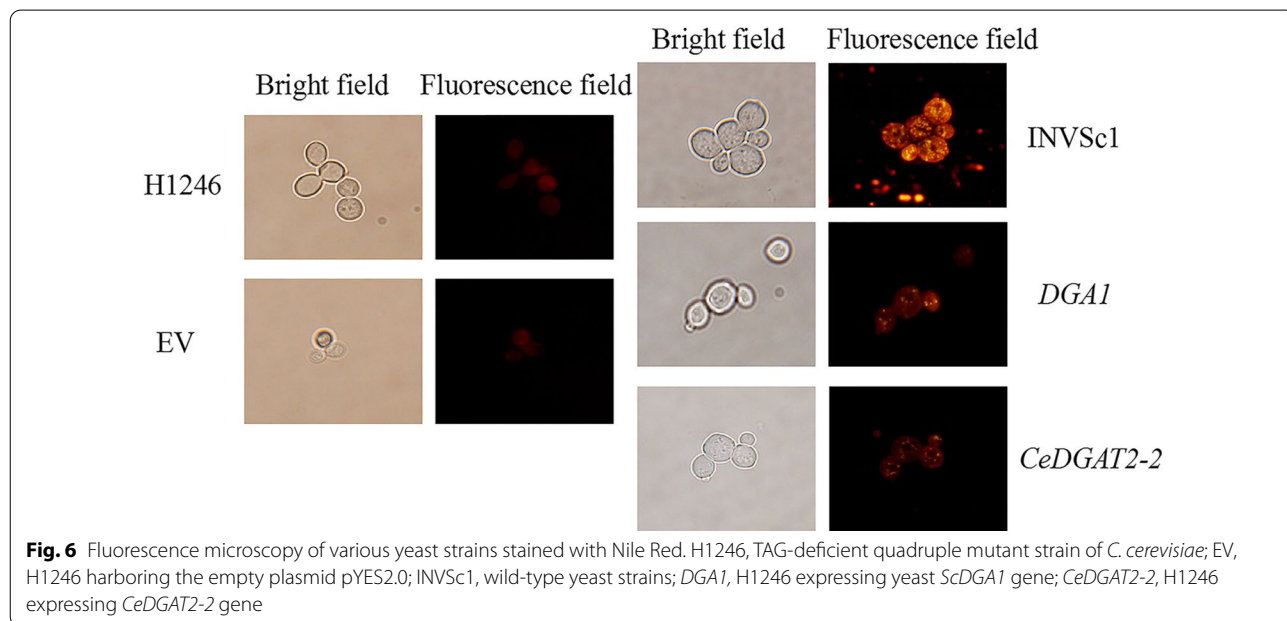 Bright field Fluorescence field
Bright field Fluorescence field
H1246
EV
INVSc1
DGA1
CeDGAT2-2
Fig. 6 Fluorescence microscopy of various yeast strains stained with Nile Red. H1246, TAG-deficient quadruple mutant strain of C. cerevisiae; EV,
H1246 harboring the empty plasmid pYES2.0; INVSc1, wild-type yeast strains; DGA1, H1246 expressing yeast ScDGA1 gene; CeDGAT2-2, H1246
expressing CeDGAT2-2 gene